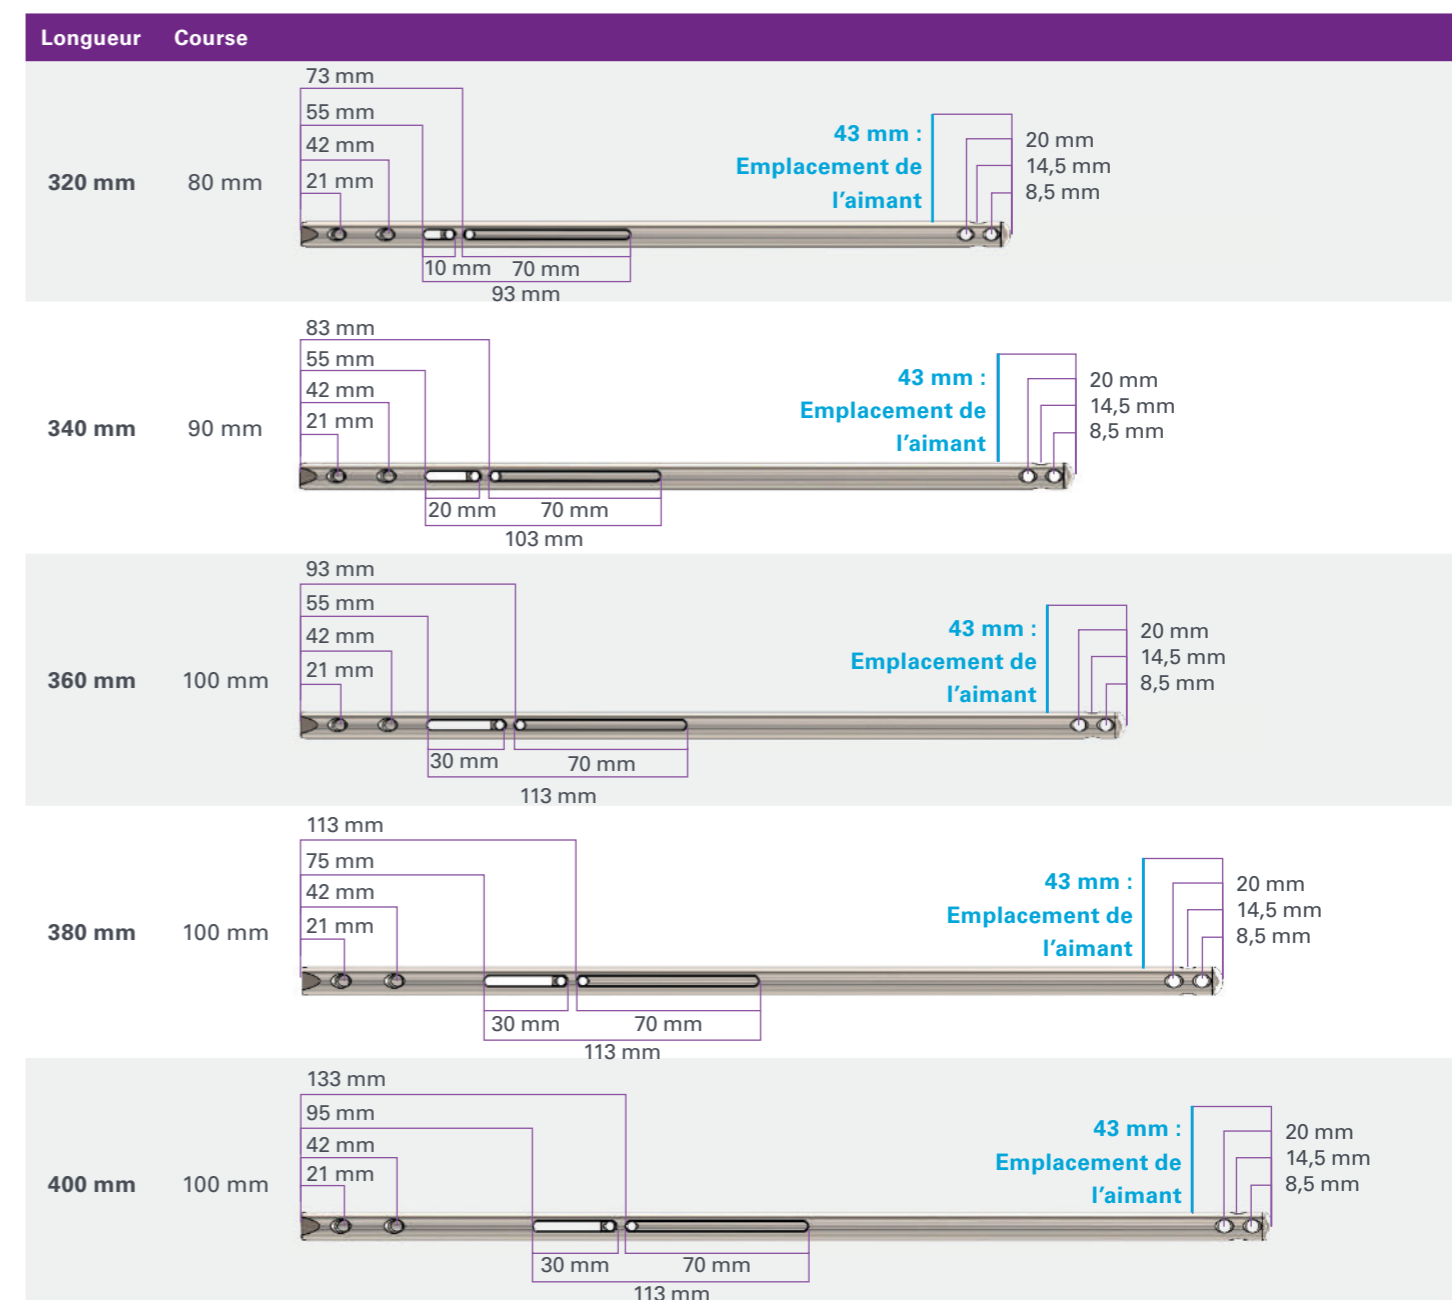 Longueur Course
73 mm
55 mm
42 mm
21 mm
320 mm 80 mm
43 mm :
Emplacement de
l'aimant
20 mm
14,5 mm
8,5 mm
10 mm 70 mm
93 mm
83 mm
55 mm
42 mm
21 mm
340 mm 90 mm
43 mm :
Emplacement de
l'aimant
20 mm
14,5 mm
8,5 mm
20 mm 70 mm
103 mm
93 mm
55 mm
42 mm
21 mm
360 mm 100 mm
43 mm :
Emplacement de
l'aimant
20 mm
14,5 mm
8,5 mm
30 mm 70 mm
113 mm
113 mm
75 mm
42 mm
21 mm
380 mm 100 mm
43 mm :
Emplacement de
l'aimant
20 mm
14,5 mm
8,5 mm
30 mm 70 mm
113 mm
133 mm
95 mm
42 mm
21 mm
400 mm 100 mm
43 mm :
Emplacement de
l'aimant
20 mm
14,5 mm
8,5 mm
30 mm 70 mm
113 mm